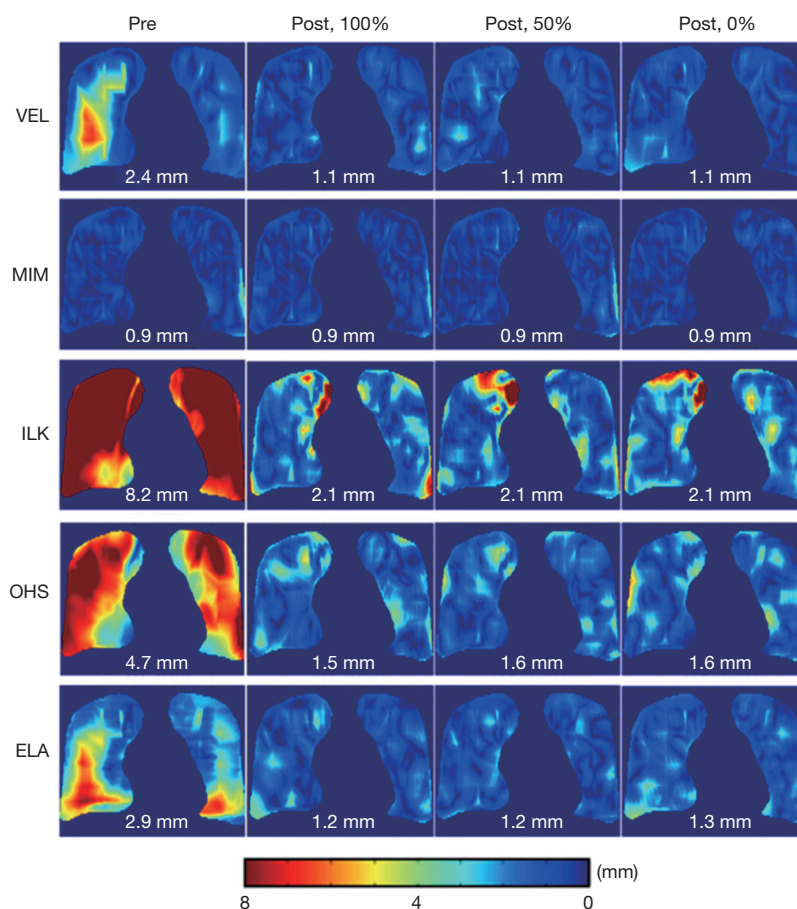 Pre Post, 100% Post, 50% Post, 0%
VEL
2.4 mm 1.1 mm 1.1 mm 1.1 mm
MIM
0.9 mm 0.9 mm 0.9 mm 0.9 mm
ILK
8.2 mm 2.1 mm 2.1 mm 2.1 mm
OHS
4.7 mm 1.5 mm 1.6 mm 1.6 mm
ELA
2.9 mm 1.2 mm 1.2 mm 1.3 mm
(mm)
8 4 0